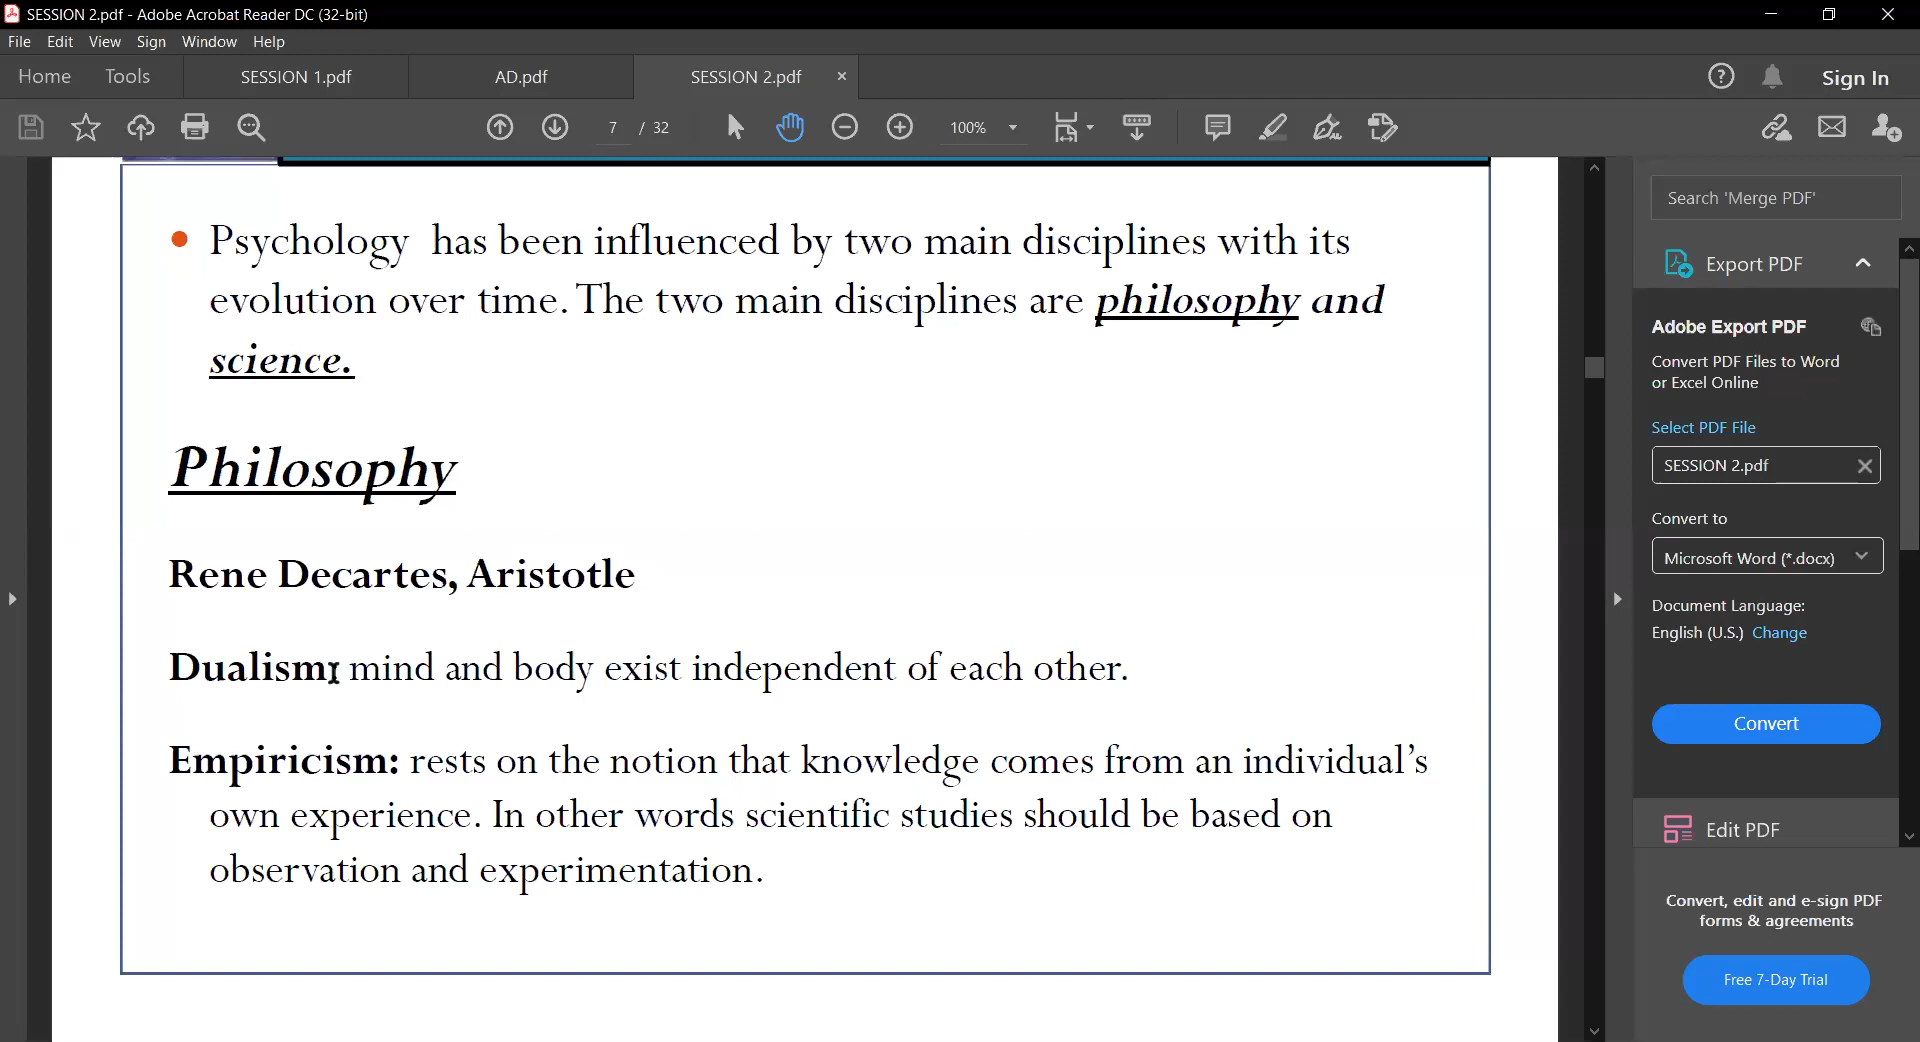 SESSION 2.pdf - Adobe Acrobat Reader DC (32-bit)
File Edit View Sign Window Help
Home Tools SESSION 1.pdf AD.pdf SESSION 2.pdf Sign In
7 / 32 100%
Psychology has been influenced by two main disciplines with its
evolution over time. The two main disciplines are philosophy and
science.
Philosophy
Rene Decartes, Aristotle
Dualism: mind and body exist independent of each other.
Empiricism: rests on the notion that knowledge comes from an individual's
own experience. In other words scientific studies should be based on
observation and experimentation.
Search 'Merge PDF'
Export PDF
Adobe Export PDF
Convert PDF Files to Word
or Excel Online
Select PDF File
SESSION 2.pdf
Convert to
Microsoft Word (*.docx)
Document Language:
English (U.S.) Change
Convert
Edit PDF
Convert, edit and e-sign PDF
forms & agreements
Free 7-Day Trial